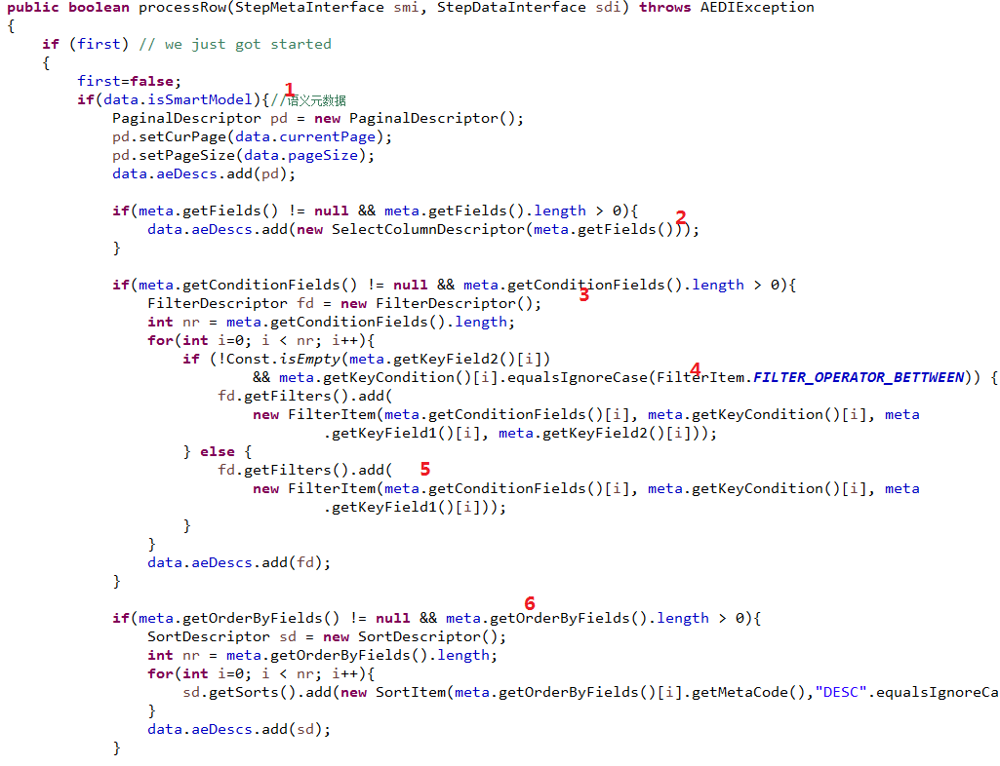 public boolean processRow(StepMetaInterface smi, StepDataInterface sdi) throws AEDIException
{
    if (first) // we just got started
    {
        first=false;
        1
        if(data.isSmartModel){//语义元数据
            PaginalDescriptor pd = new PaginalDescriptor();
            pd.setCurPage(data.currentPage);
            pd.setPageSize(data.pageSize);
            data.aeDescs.add(pd);

            if(meta.getFields() != null && meta.getFields().length > 0){
            2
                data.aeDescs.add(new SelectColumnDescriptor(meta.getFields()));
            }

            if(meta.getConditionFields() != null && meta.getConditionFields().length > 0){
            3
                FilterDescriptor fd = new FilterDescriptor();
                int nr = meta.getConditionFields().length;
                for(int i=0; i < nr; i++){
                    if (!Const.isEmpty(meta.getKeyField2()[i])
                    4
                            && meta.getKeyCondition()[i].equalsIgnoreCase(FilterItem.FILTER_OPERATOR_BETTWEEN)) {
                        fd.getFilters().add(
                            new FilterItem(meta.getConditionFields()[i], meta.getKeyCondition()[i], meta
                                    .getKeyField1()[i], meta.getKeyField2()[i]));
                    } else {
                        fd.getFilters().add( 5
                            new FilterItem(meta.getConditionFields()[i], meta.getKeyCondition()[i], meta
                                    .getKeyField1()[i]));
                    }
                }
                data.aeDescs.add(fd);
            }

            6
            if(meta.getOrderByFields() != null && meta.getOrderByFields().length > 0){
                SortDescriptor sd = new SortDescriptor();
                int nr = meta.getOrderByFields().length;
                for(int i=0; i < nr; i++){
                    sd.getSorts().add(new SortItem(meta.getOrderByFields()[i].getMetaCode(),"DESC".equalsIgnoreCa
                }
                data.aeDescs.add(sd);
            }